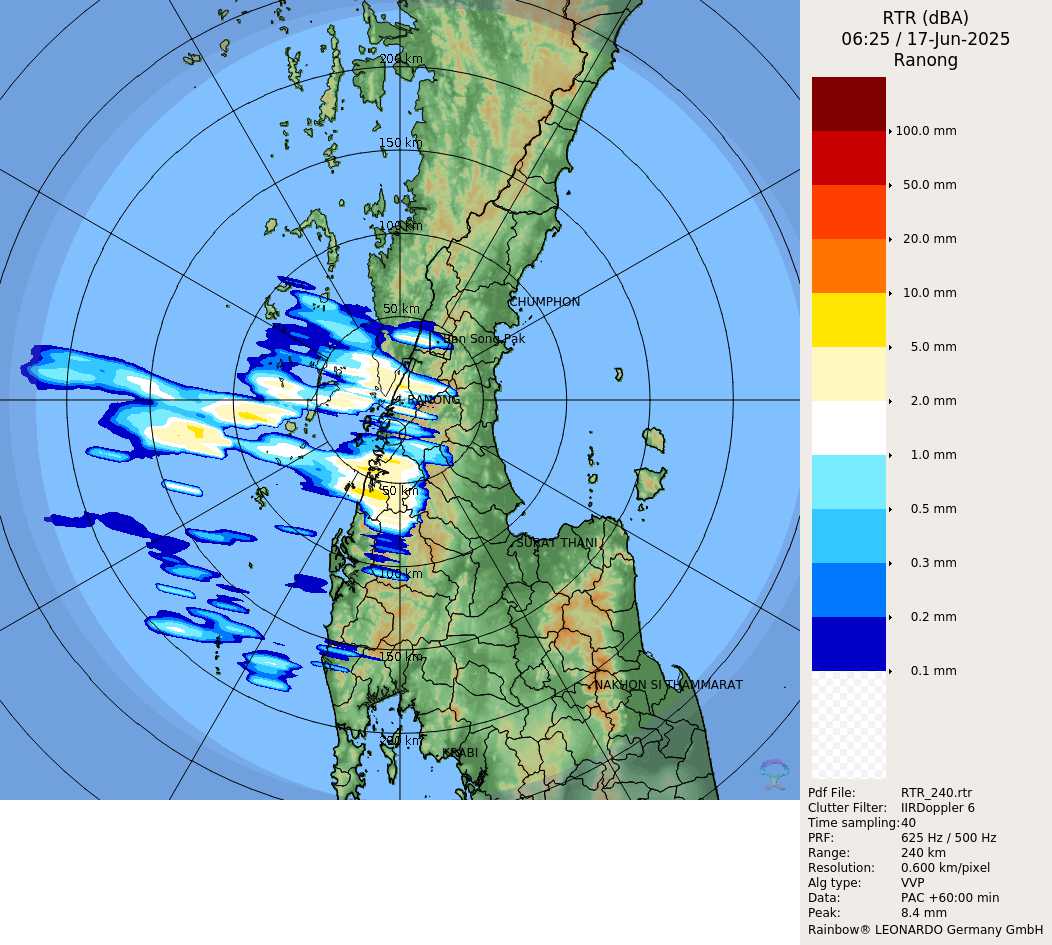 RTR (dBA)
06:25 / 17-Jun-2025
Ranong
200 km
150 km
100 km
50 km
CHUMPHON
Ban Song Pak
RANONG
50 km
SURAT THANI
100 km
150 km
NAKHON SI THAMMARAT
200 km
KRABI
100.0 mm
50.0 mm
20.0 mm
10.0 mm
5.0 mm
2.0 mm
1.0 mm
0.5 mm
0.3 mm
0.2 mm
0.1 mm
Pdf File: RTR_240.rtr
Clutter Filter: IIRDoppler 6
Time sampling:40
PRF: 625 Hz / 500 Hz
Range: 240 km
Resolution: 0.600 km/pixel
Alg type: VVP
Data: PAC +60:00 min
Peak: 8.4 mm
Rainbow® LEONARDO Germany GmbH